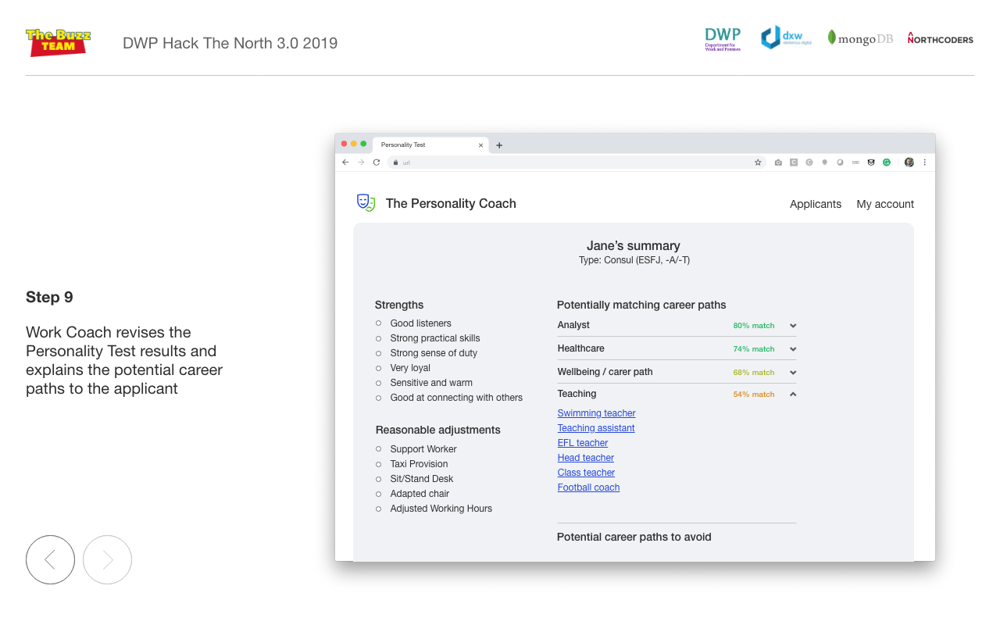 The Buzz
TEAM
DWP Hack The North 3.0 2019
DWP
Department for
Work and Pensions
dxw
dextrous digital
mongoDB
NORTHCODERS
Step 9
Work Coach revises the
Personality Test results and
explains the potential career
paths to the applicant
Personality Test
url
The Personality Coach
Applicants
My account
Jane’s summary
Type: Consul (ESFJ, -A/-T)
Strengths
Good listeners
Strong practical skills
Strong sense of duty
Very loyal
Sensitive and warm
Good at connecting with others
Reasonable adjustments
Support Worker
Taxi Provision
Sit/Stand Desk
Adapted chair
Adjusted Working Hours
Potentially matching career paths
Analyst 80% match
Healthcare 74% match
Wellbeing / carer path 68% match
Teaching 54% match
Swimming teacher
Teaching assistant
EFL teacher
Head teacher
Class teacher
Football coach
Potential career paths to avoid